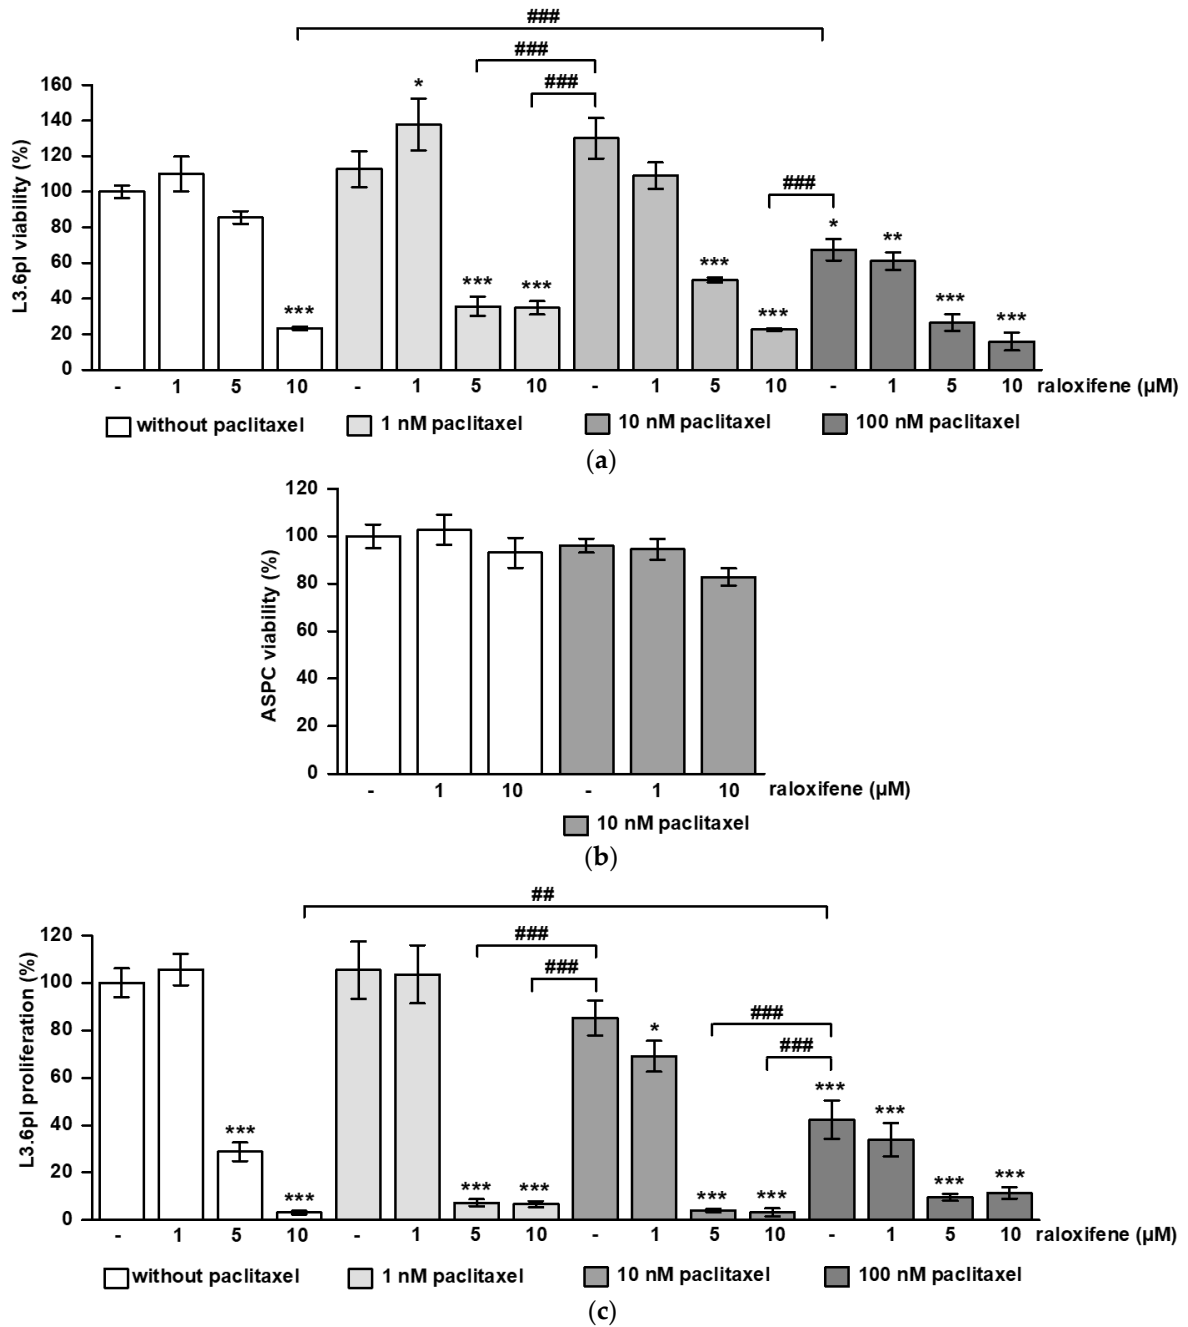 ###
###
###
*
###
* **
*** *** *** *** *** *** ***
L3.6pl viability (%)
160
140
120
100
80
60
40
20
0
- 1 5 10 - 1 5 10 - 1 5 10 - 1 5 10 raloxifene (µM)
without paclitaxel 1 nM paclitaxel 10 nM paclitaxel 100 nM paclitaxel
(a)
ASPC viability (%)
120
100
80
60
40
20
0
- 1 10 - 1 10 raloxifene (µM)
10 nM paclitaxel
(b)
##
###
###
###
###
*
*** ***
*** *** *** *** *** *** *** ***
L3.6pl proliferation (%)
120
100
80
60
40
20
0
- 1 5 10 - 1 5 10 - 1 5 10 - 1 5 10 raloxifene (µM)
without paclitaxel 1 nM paclitaxel 10 nM paclitaxel 100 nM paclitaxel
(c)